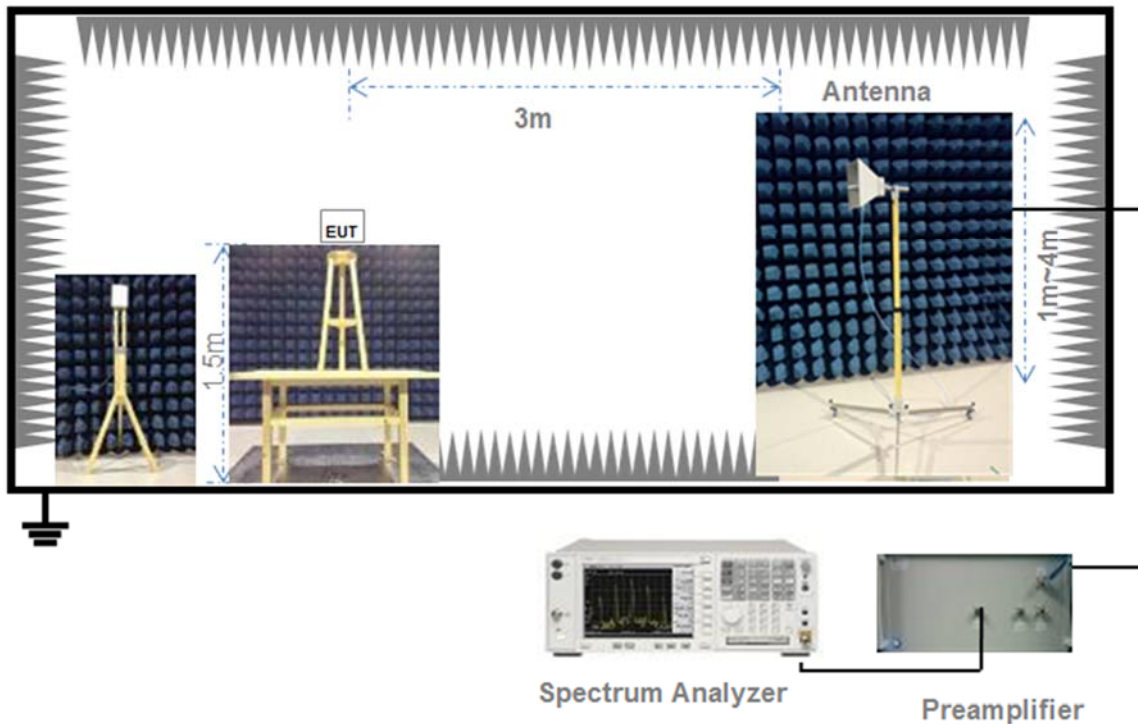 Antenna
3m
EUT
1.5m
1m~4m
Spectrum Analyzer
Preamplifier